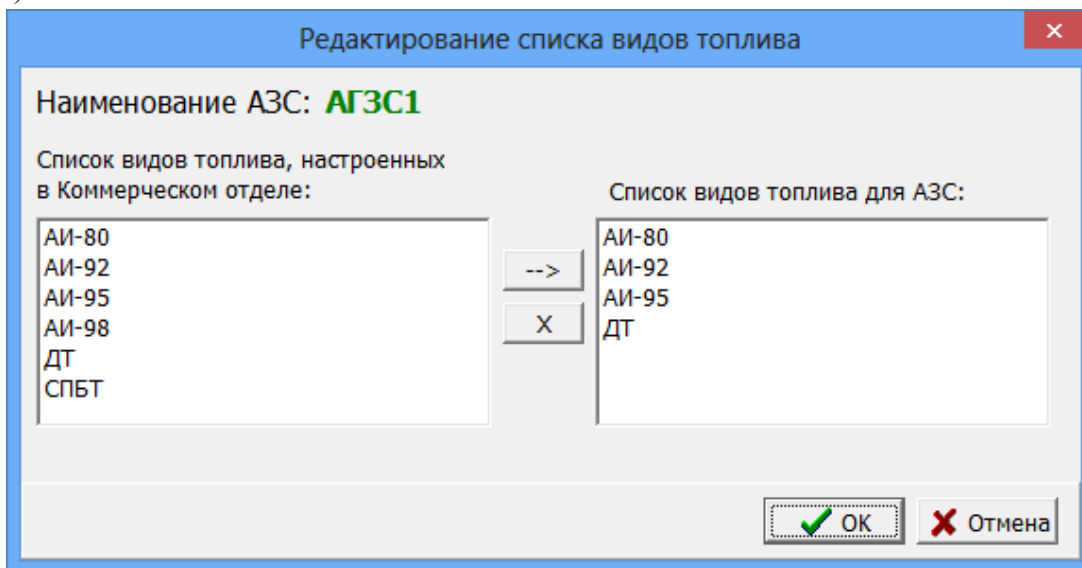 Редактирование списка видов топлива
Наименование АЗС: АГЗС1
Список видов топлива, настроенных
в Коммерческом отделе:
Список видов топлива для АЗС:
АИ-80
АИ-92
АИ-95
АИ-98
ДТ
СПБТ
-->
X
АИ-80
АИ-92
АИ-95
ДТ
OK
Отмена